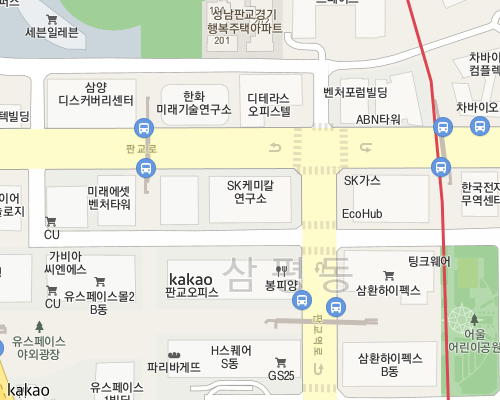 세븐일레븐
성남판교경기
행복주택아파트
201
차바이
컴플렉
삼양
디스커버리센터
한화
미래기술연구소
디테라스
오피스텔
벤처포럼빌딩
ABN타워
차바이오
텍빌딩
판교로
미래에셋
벤처타워
SK케미칼
연구소
SK가스
EcoHub
한국전자
무역센터
CU
가비아
씨엔에스
CU
유스페이스몰2
B동
kakao
판교오피스
삼평동
봉피양
팅크웨어
삼환하이펙스
판교역로
유스페이스
야외광장
H스퀘어
S동
파리바게뜨
GS25
삼환하이펙스
B동
어울
어린이공원
유스페이스
1빌딩
kakao